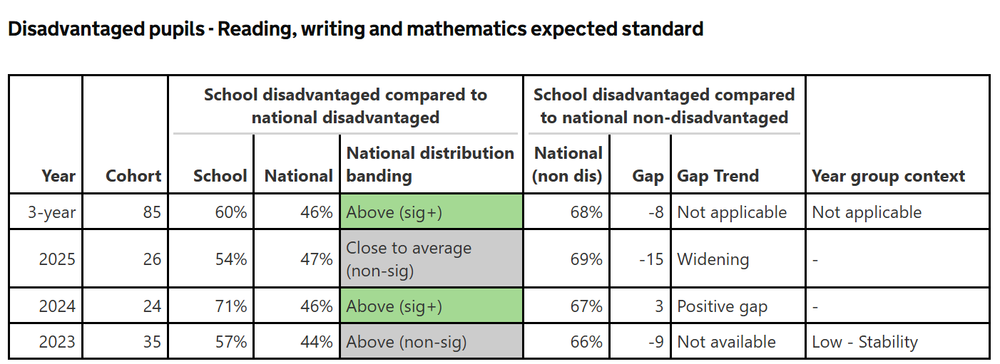 Disadvantaged pupils - Reading, writing and mathematics expected standard
School disadvantaged compared to
national disadvantaged
School disadvantaged compared
to national non-disadvantaged
Year
Cohort
School
National
National distribution
banding
National
(non dis)
Gap
Gap Trend
Year group context
3-year 85 60% 46% Above (sig+) 68% -8 Not applicable Not applicable
2025 26 54% 47% Close to average
(non-sig) 69% -15 Widening -
2024 24 71% 46% Above (sig+) 67% 3 Positive gap -
2023 35 57% 44% Above (non-sig) 66% -9 Not available Low - Stability